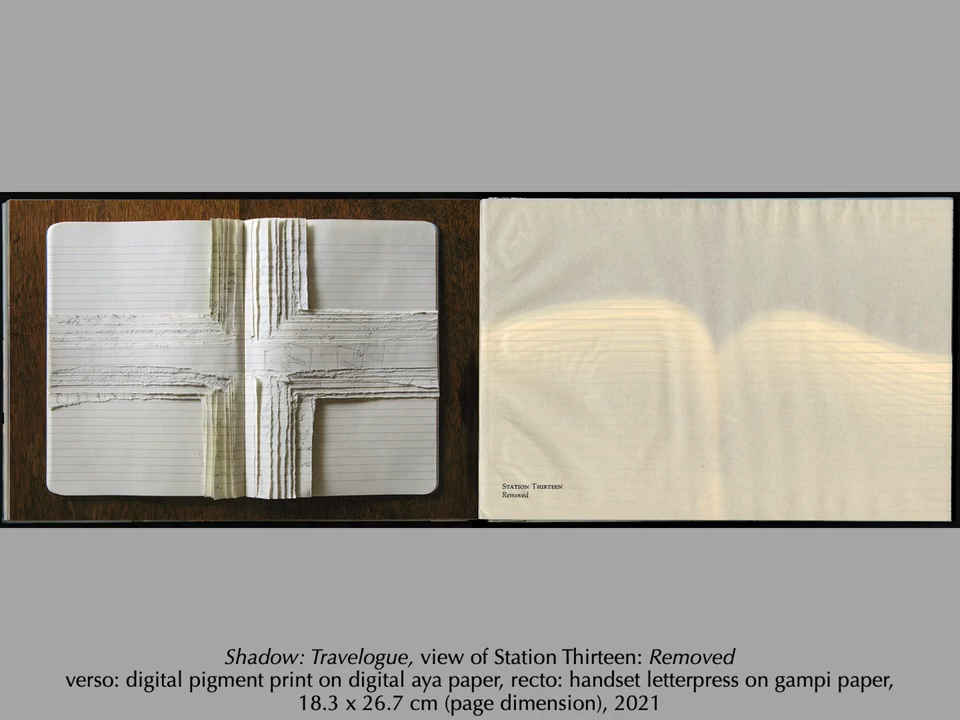 STATION THIRTEEN
Removed
Shadow: Travelogue, view of Station Thirteen: Removed
verso: digital pigment print on digital aya paper, recto: handset letterpress on gampi paper,
18.3 x 26.7 cm (page dimension), 2021